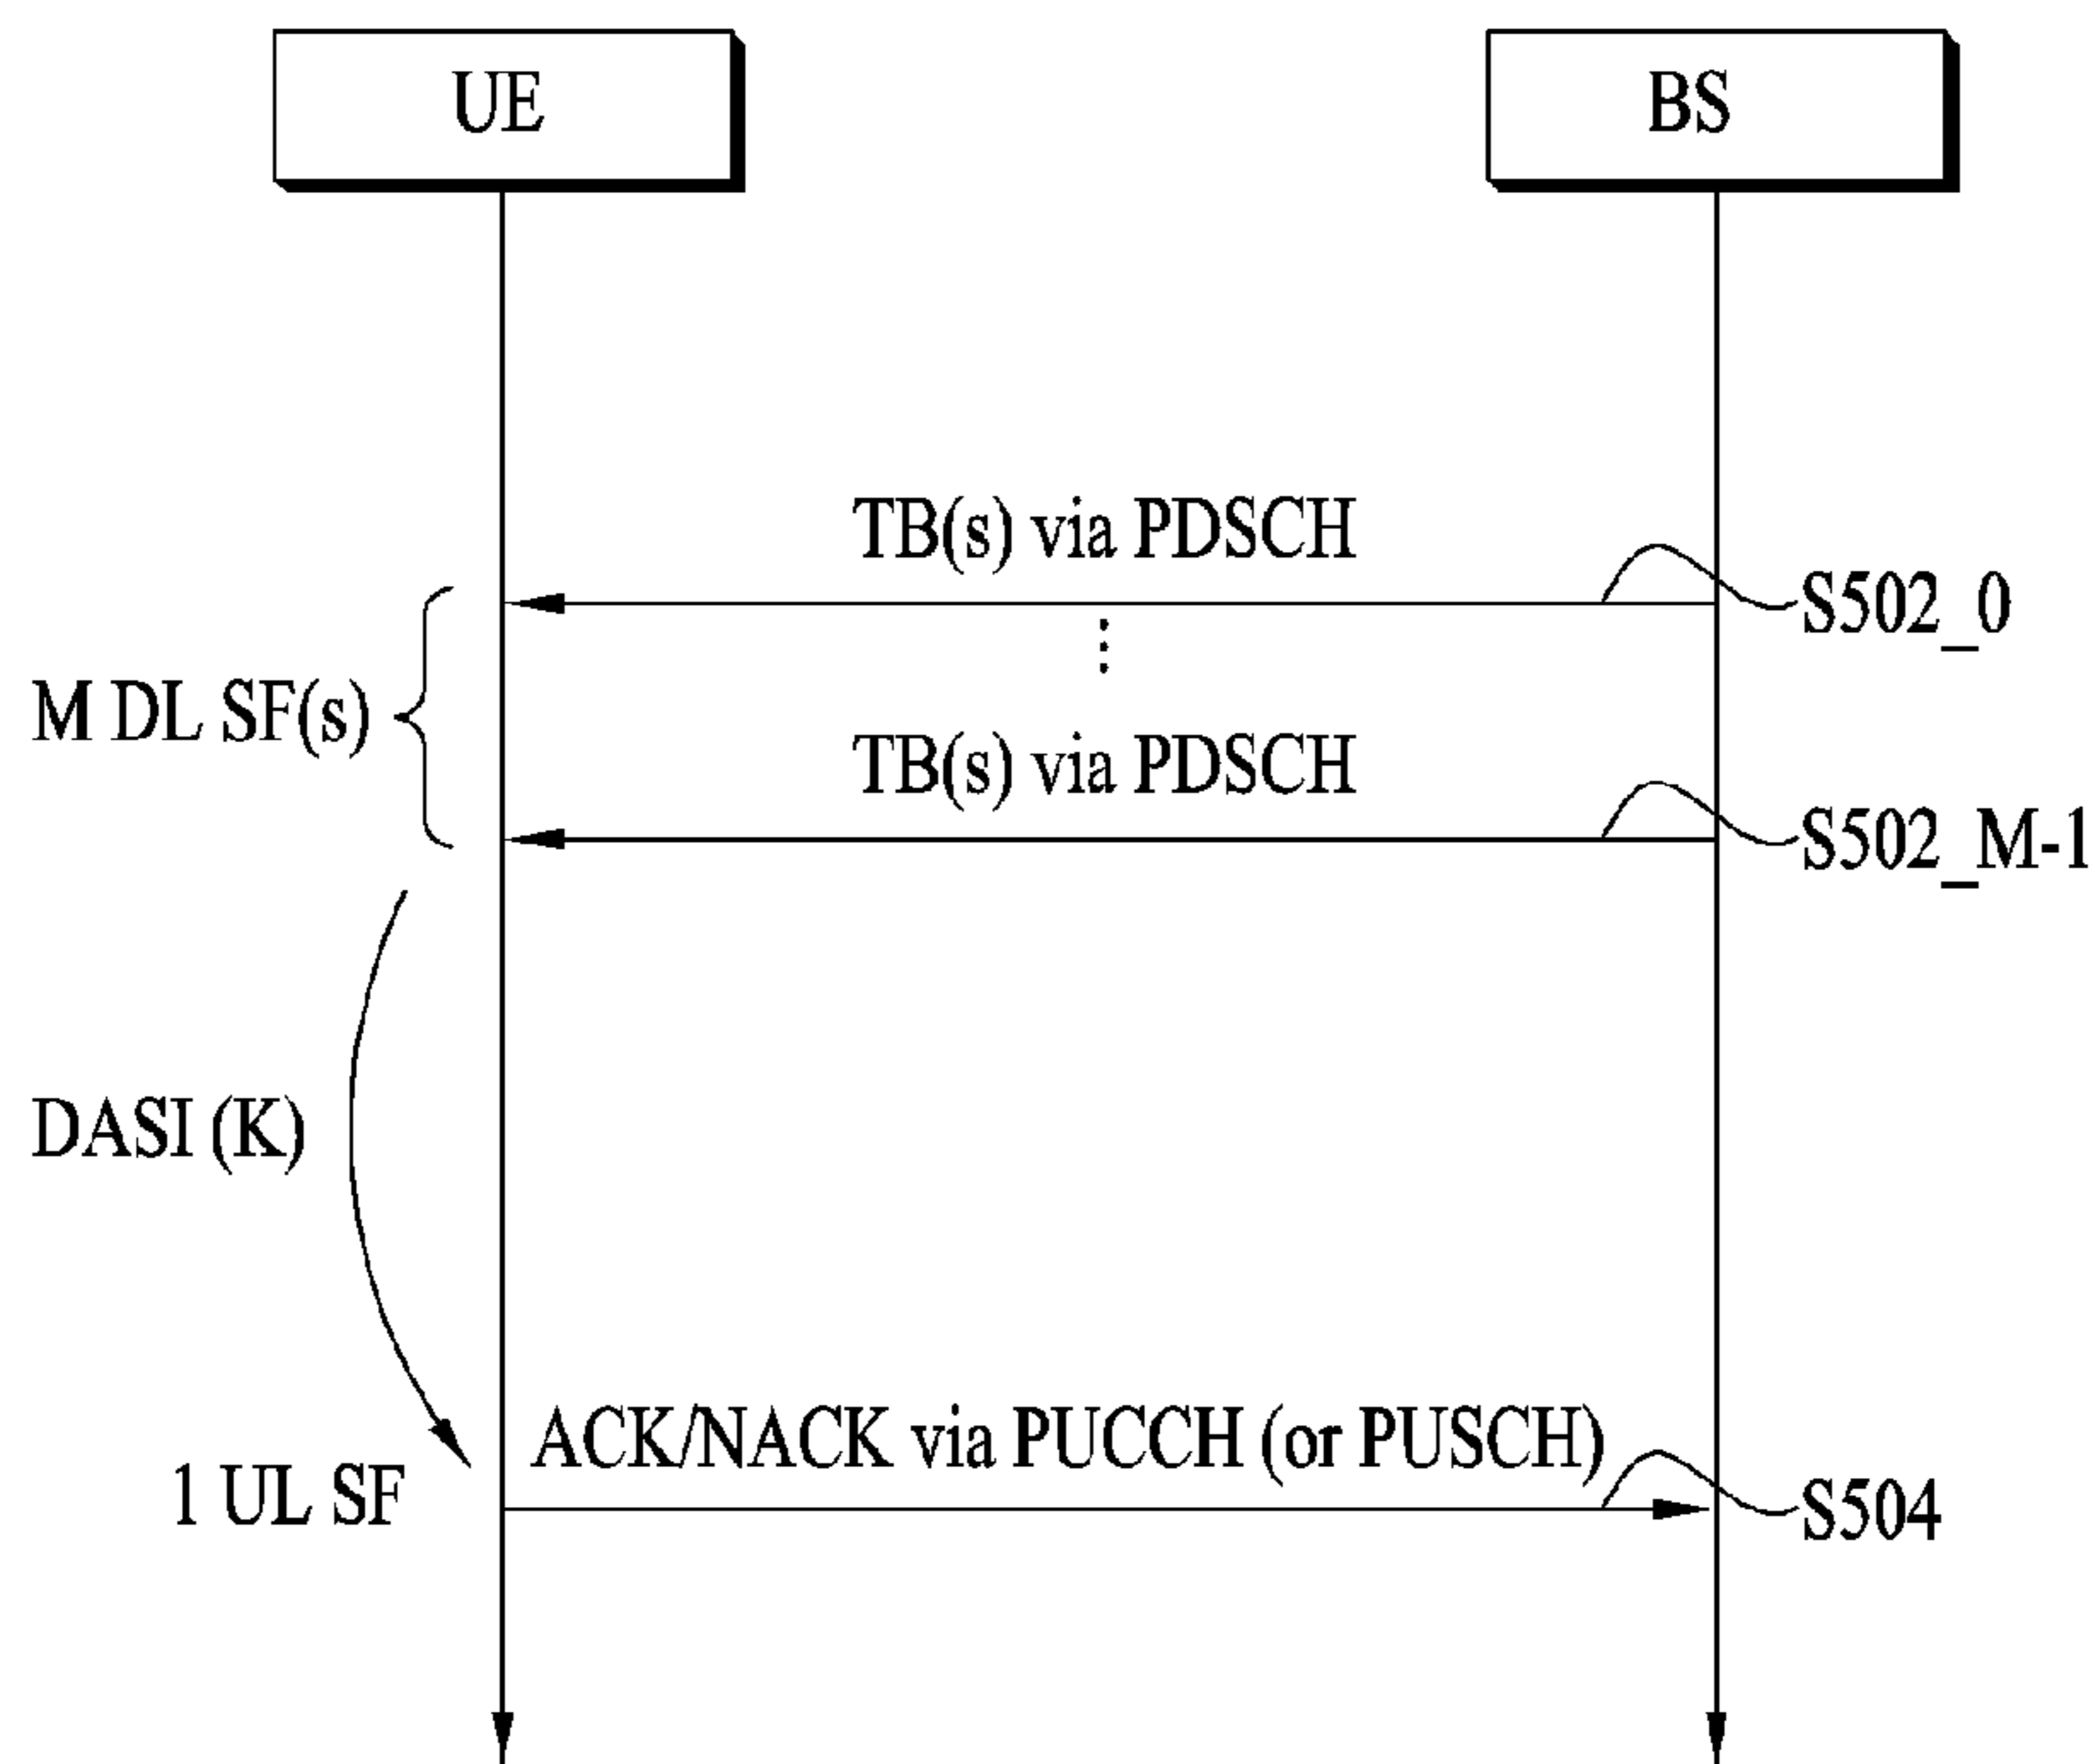 UE
BS
TB(s) via PDSCH
S502_0
M DL SF(s)
TB(s) via PDSCH
S502_M-1
DASI (K)
ACK/NACK via PUCCH (or PUSCH)
1 UL SF
S504